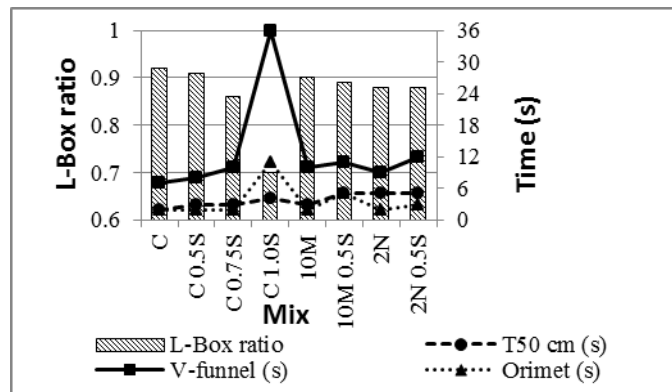 L-Box ratio
1
0.9
0.8
0.7
0.6
36
30
24
18
12
6
0
Time (s)
C
C 0.5S
C 0.75S
C 1.0S
10M
10M 0.5S
2N
2N 0.5S
Mix
L-Box ratio
T50 cm (s)
V-funnel (s)
Orimet (s)